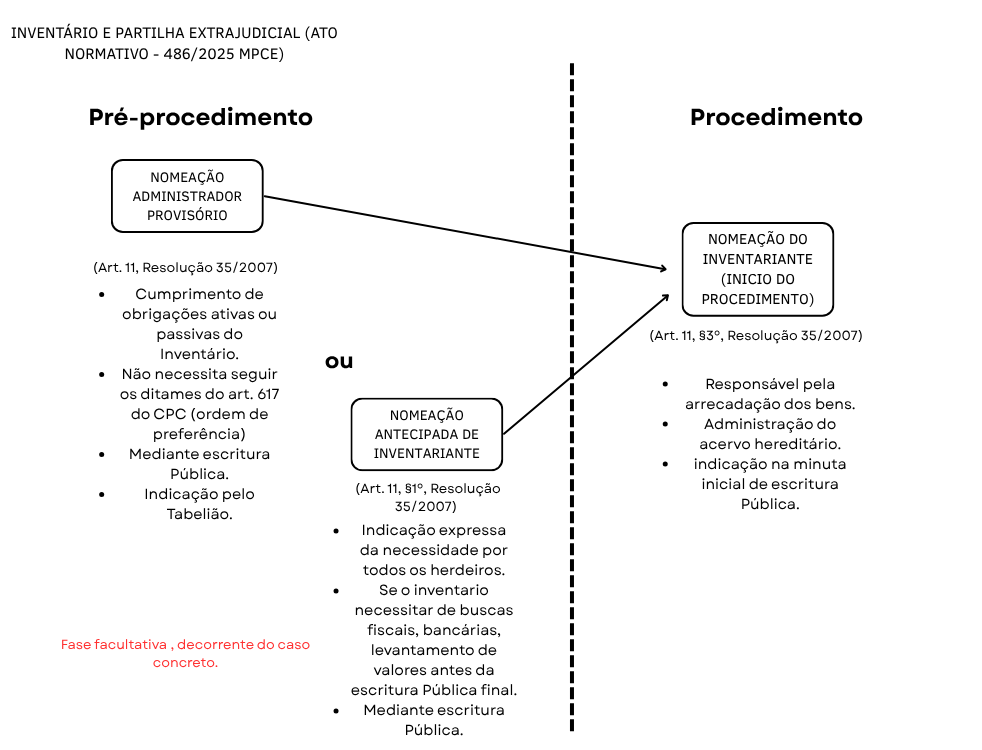 INVENTÁRIO E PARTILHA EXTRAJUDICIAL (ATO
NORMATIVO - 486/2025 MPCE)
Pré-procedimento
NOMEAÇÃO
ADMINISTRADOR
PROVISÓRIO
(Art. 11, Resolução 35/2007)
• Cumprimento de
obrigações ativas ou
passivas do
Inventário.
• Não necessita seguir
os ditames do art. 617
do CPC (ordem de
preferência)
• Mediante escritura
Pública.
• Indicação pelo
Tabelião.
ou
NOMEAÇÃO
ANTECIPADA DE
INVENTARIANTE
(Art. 11, §1º, Resolução
35/2007)
• Indicação expressa
da necessidade por
todos os herdeiros.
• Se o inventario
necessitar de buscas
fiscais, bancárias,
levantamento de
valores antes da
escritura Pública final.
• Mediante escritura
Pública.
Fase facultativa , decorrente do caso
concreto.
Procedimento
NOMEAÇÃO DO
INVENTARIANTE
(INICIO DO
PROCEDIMENTO)
(Art. 11, §3º, Resolução 35/2007)
• Responsável pela
arrecadação dos bens.
• Administração do
acervo hereditário.
• indicação na minuta
inicial de escritura
Pública.